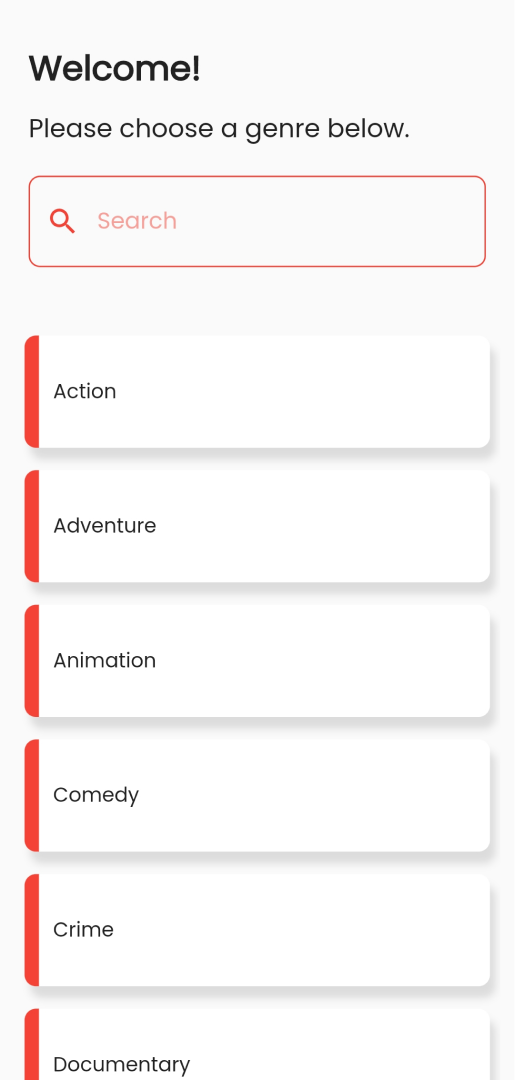 Welcome!
Please choose a genre below.
Search
Action
Adventure
Animation
Comedy
Crime
Documentary